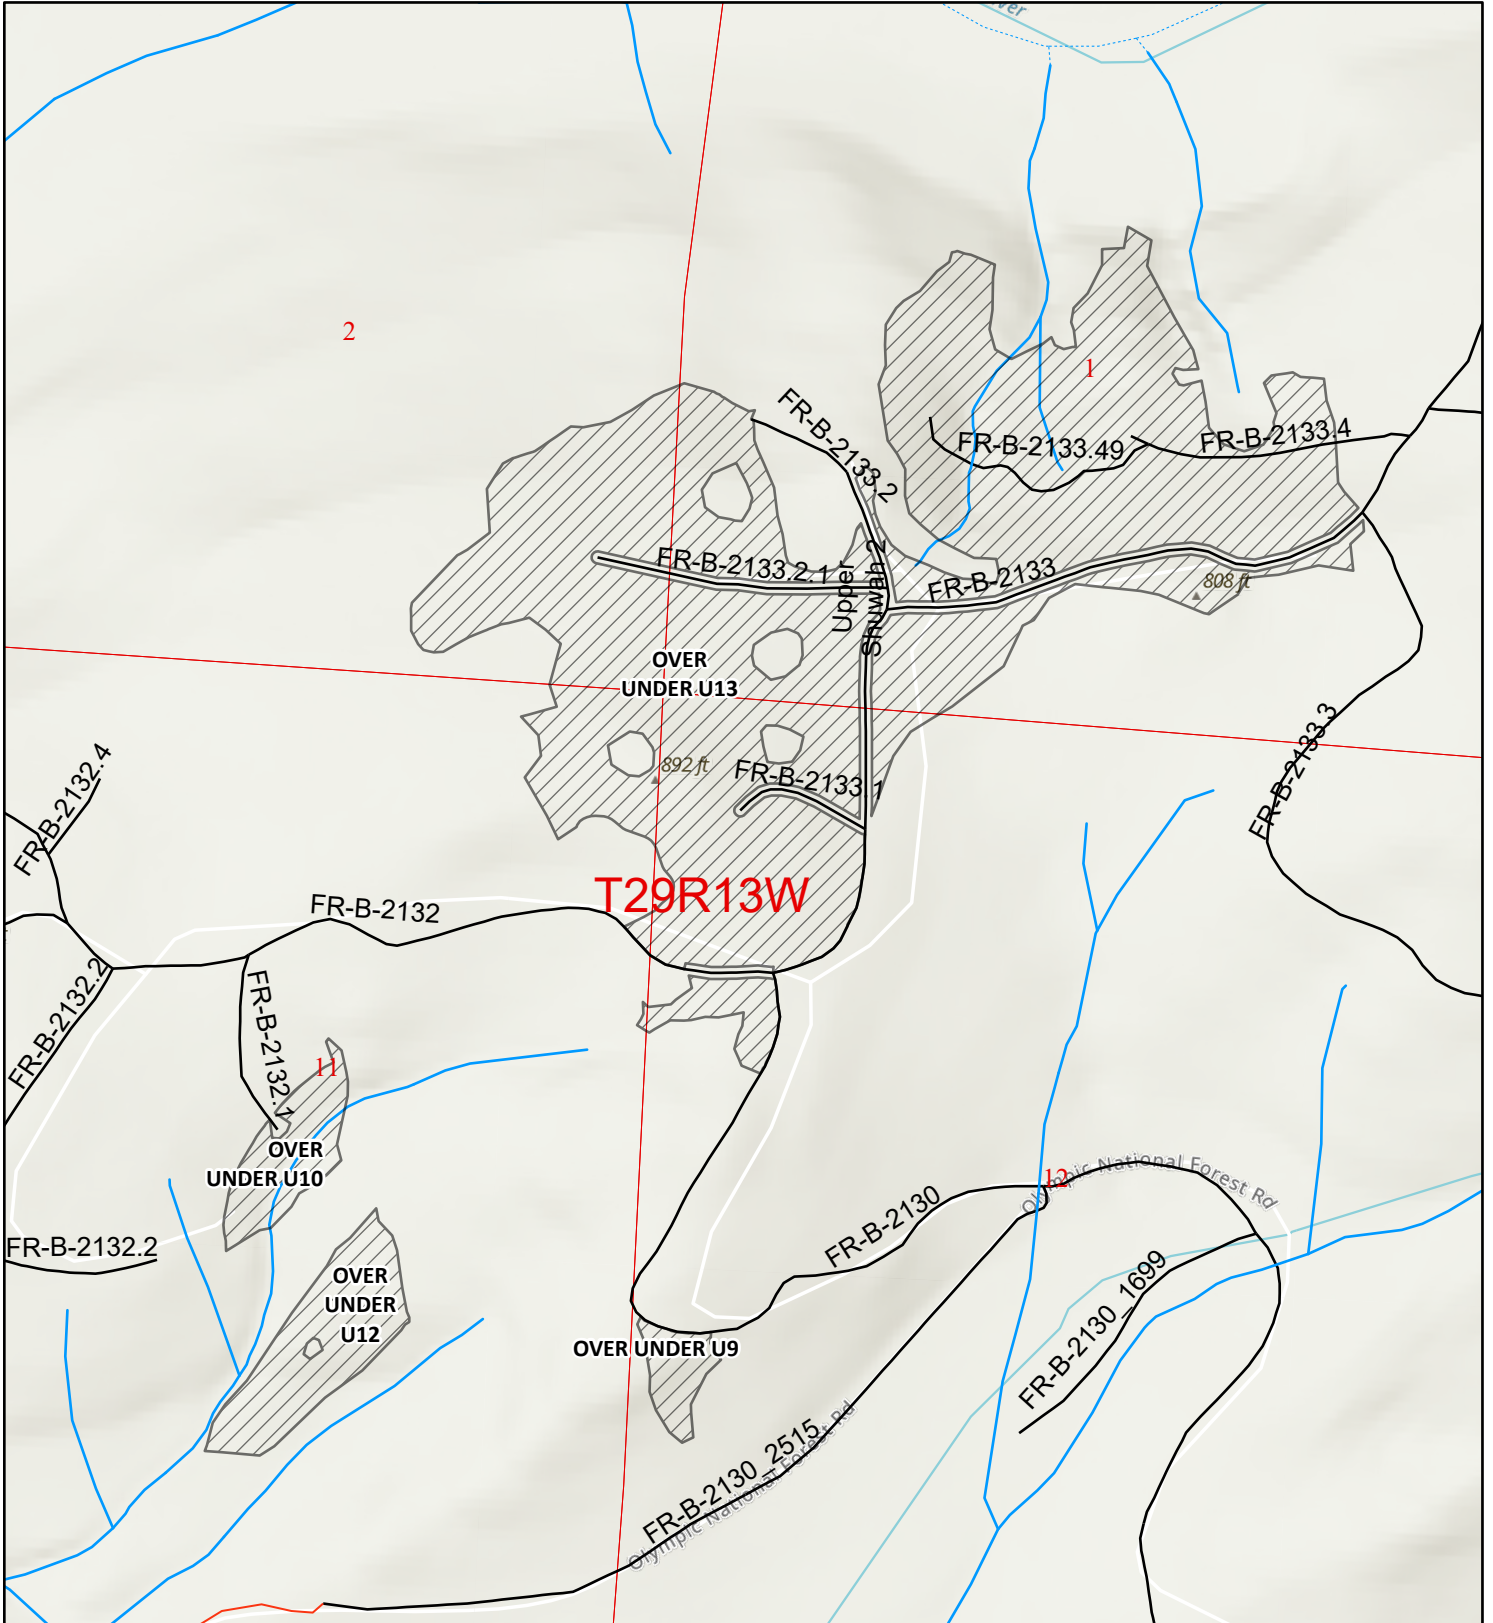 2
1
FR-B-2133.2
FR-B-2133.49
FR-B-2133.4
FR-B-2133.2.1
Upper
Shuwah 2
FR-B-2133
808 ft
OVER
UNDER U13
892 ft
FR-B-2133.1
FR-B-2133.3
FR-B-2132.4
T29R13W
FR-B-2132
FR-B-2132.2
FR-B-2132.1
11
OVER
UNDER U10
12
Olympic National Forest Rd
FR-B-2130
FR-B-2132.2
OVER
UNDER
U12
FR-B-2130_1699
OVER UNDER U9
FR-B-2130_2515
Olympic National Forest Rd